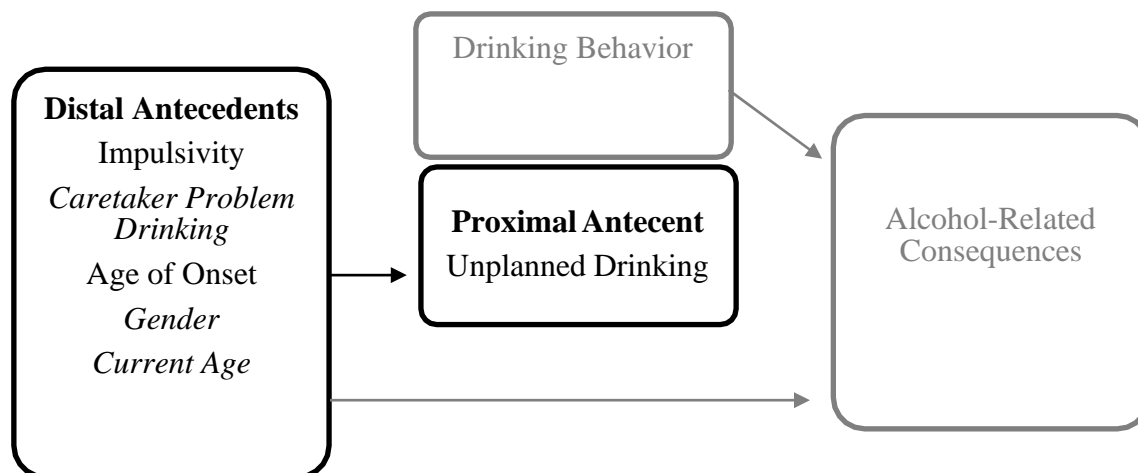 Distal Antecedents
Impulsivity
Caretaker Problem
Drinking
Age of Onset
Gender
Current Age
Drinking Behavior
Proximal Antecent
Unplanned Drinking
Alcohol-Related
Consequences